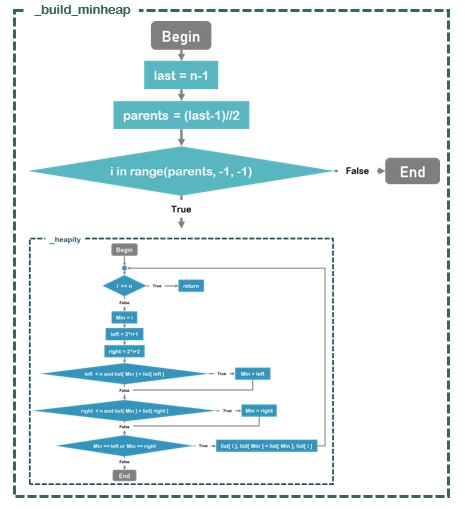 _build_minheap
Begin
last = n-1
parents = (last-1)//2
i in range(parents, -1, -1)
False
End
True
_heapity
Begin
i >= n
True
return
False
Min = i
left = 2*i+1
right = 2*i+2
left < n and list[ Min ] > list[ left ]
True
Min = left
False
right < n and list[ Min ] > list[ right ]
True
Min = right
False
Min == left or Min == right
True
list[ i ], list[ Min ] = list[ Min ], list[ i ]
False
End